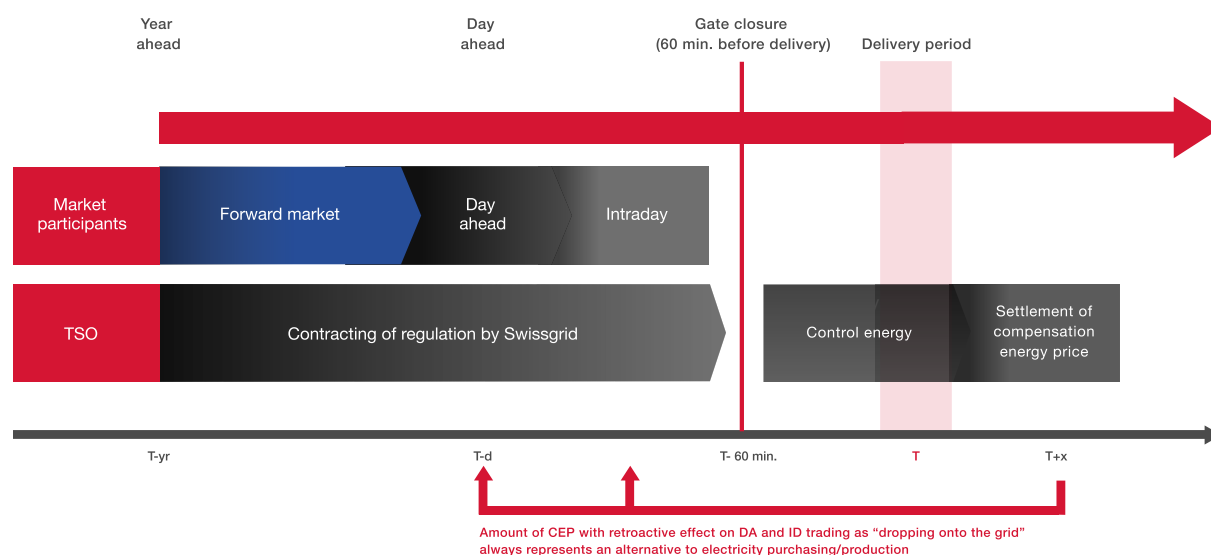 Year
ahead
Day
ahead
Gate closure
(60 min. before delivery)
Delivery period
Market
participants
Forward market
Day
ahead
Intraday
TSO
Contracting of regulation by Swissgrid
Control energy
Settlement of
compensation
energy price
T-yr
T-d
T- 60 min.
T
T+x
Amount of CEP with retroactive effect on DA and ID trading as “dropping onto the grid”
always represents an alternative to electricity purchasing/production